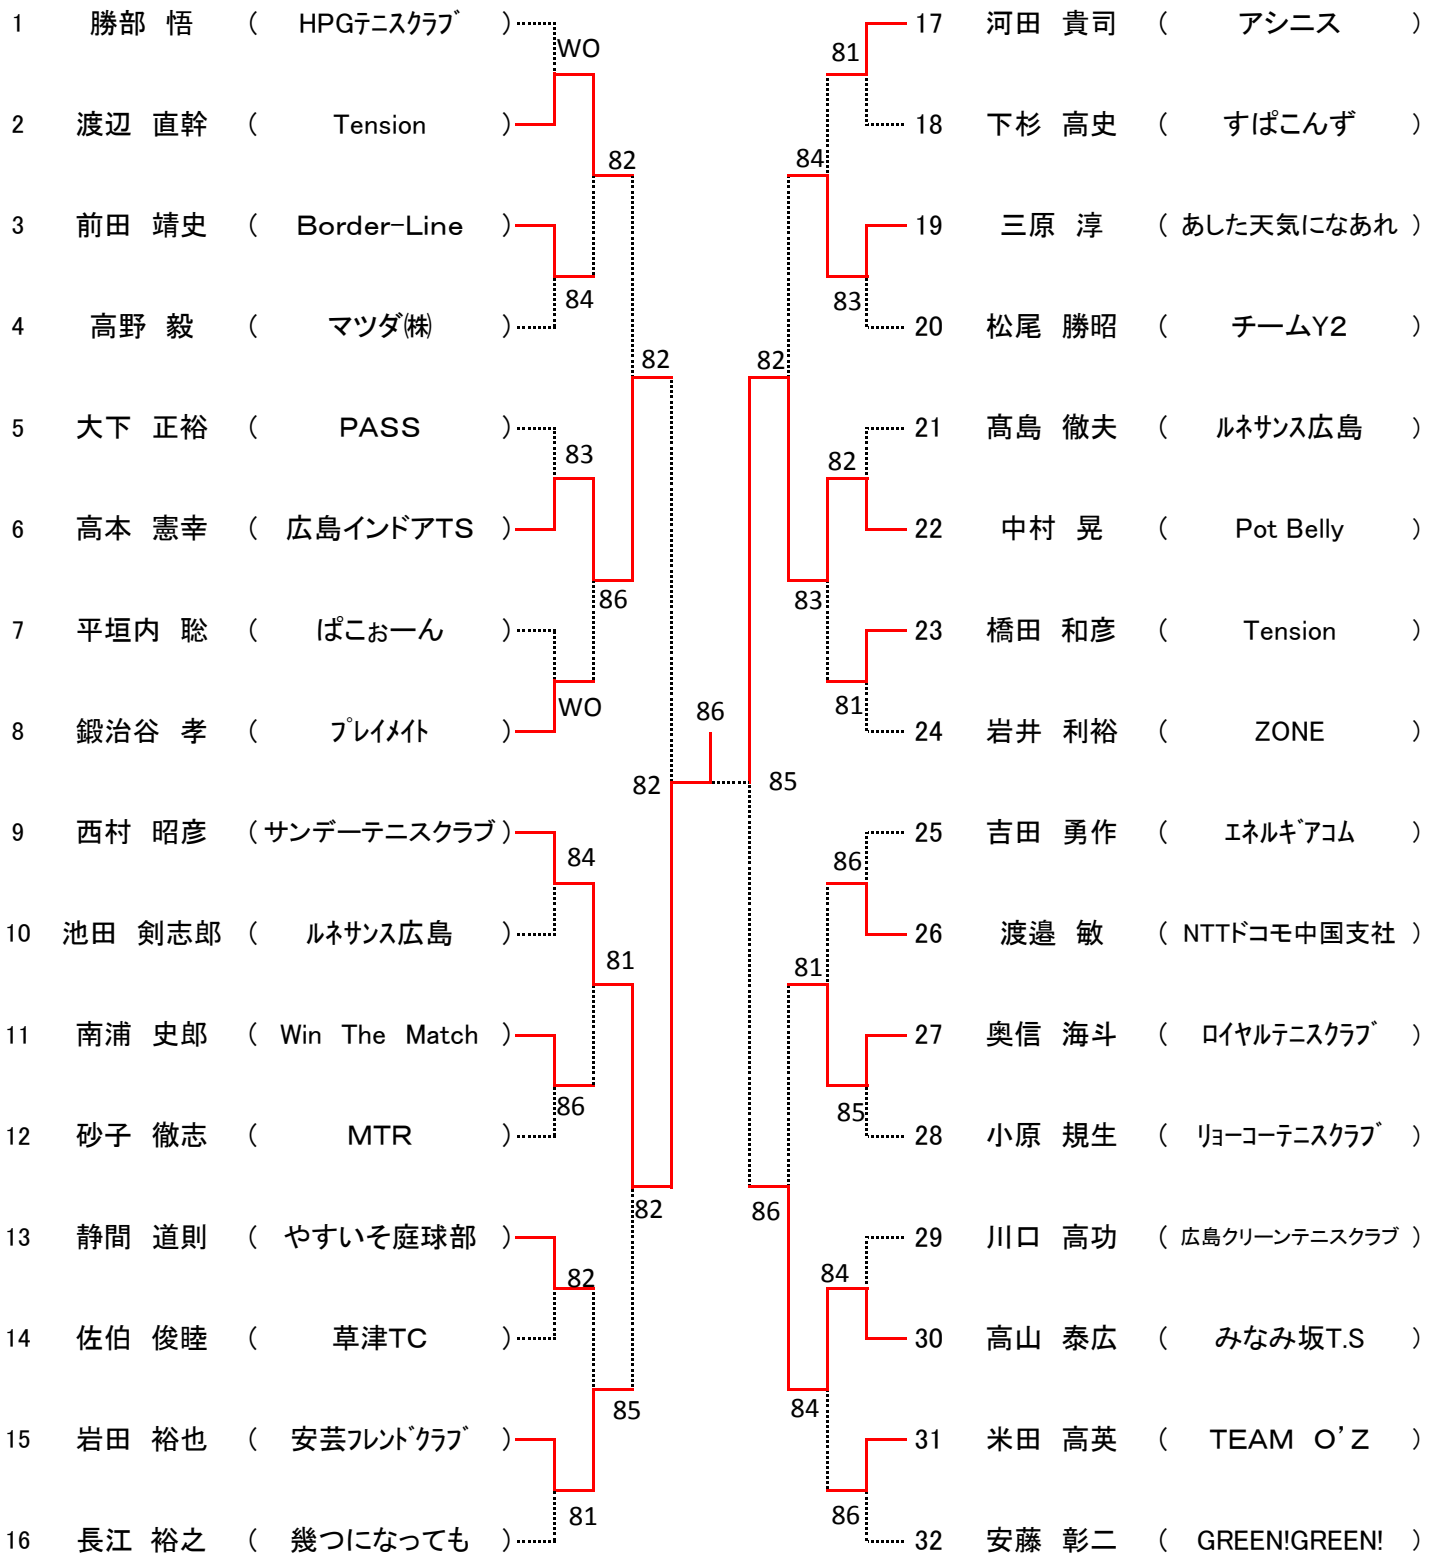 1 勝部 悟 ( HPGテニスクラブ )
17 河田 貴司 ( アシニス )
WO
81
2 渡辺 直幹 ( Tension )
18 下杉 高史 ( すぱこんず )
82
84
3 前田 靖史 ( Border-Line )
19 三原 淳 ( あした天気になあれ )
84
83
4 高野 毅 ( マツダ㈱ )
20 松尾 勝昭 ( チームY2 )
82
82
5 大下 正裕 ( PASS )
21 髙島 徹夫 ( ルネサンス広島 )
83
82
6 高本 憲幸 ( 広島インドアTS )
22 中村 晃 ( Pot Belly )
86
83
7 平垣内 聡 ( ぱこぉーん )
23 橋田 和彦 ( Tension )
WO
86
81
8 鍛治谷 孝 ( プレイメイト )
24 岩井 利裕 ( ZONE )
82
85
9 西村 昭彦 ( サンデーテニスクラブ )
25 吉田 勇作 ( エネルギアコム )
84
86
10 池田 剣志郎 ( ルネサンス広島 )
26 渡邉 敏 ( NTTドコモ中国支社 )
81
81
11 南浦 史郎 ( Win The Match )
27 奥信 海斗 ( ロイヤルテニスクラブ )
86
85
12 砂子 徹志 ( MTR )
28 小原 規生 ( リョーコーテニスクラブ )
82
86
13 静間 道則 ( やすいそ庭球部 )
29 川口 高功 ( 広島クリーンテニスクラブ )
82
84
14 佐伯 俊睦 ( 草津TC )
30 高山 泰広 ( みなみ坂T.S )
85
84
15 岩田 裕也 ( 安芸フレンドクラブ )
31 米田 高英 ( TEAM O'Z )
81
86
16 長江 裕之 ( 幾つになっても )
32 安藤 彰二 ( GREEN!GREEN! )